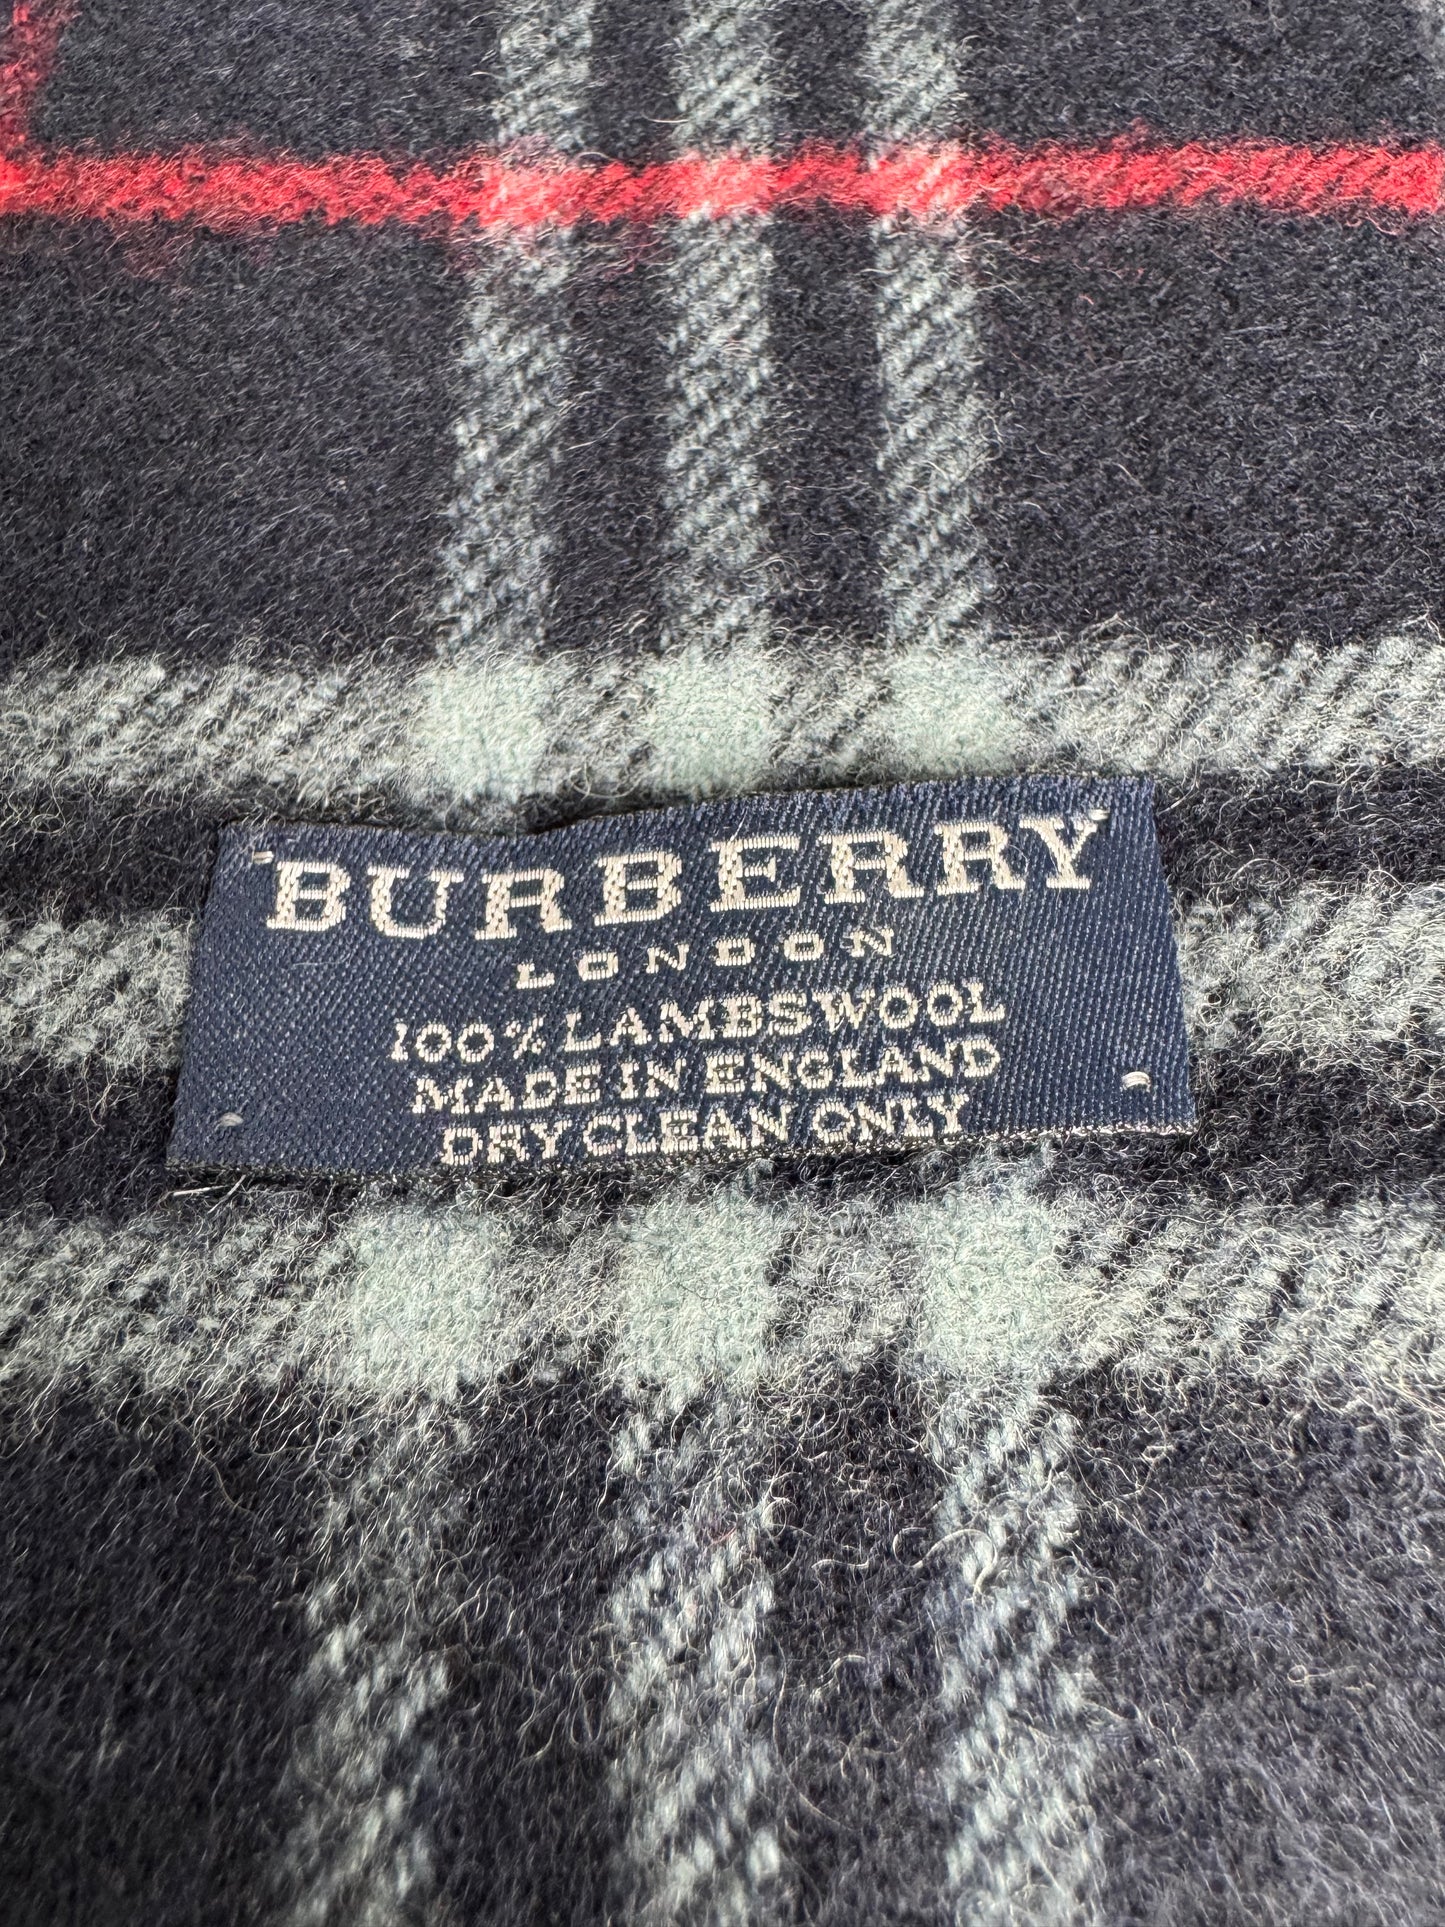 BURBERRY
LONDON
100% LAMBSWOOL
MADE IN ENGLAND
DRY CLEAN ONLY